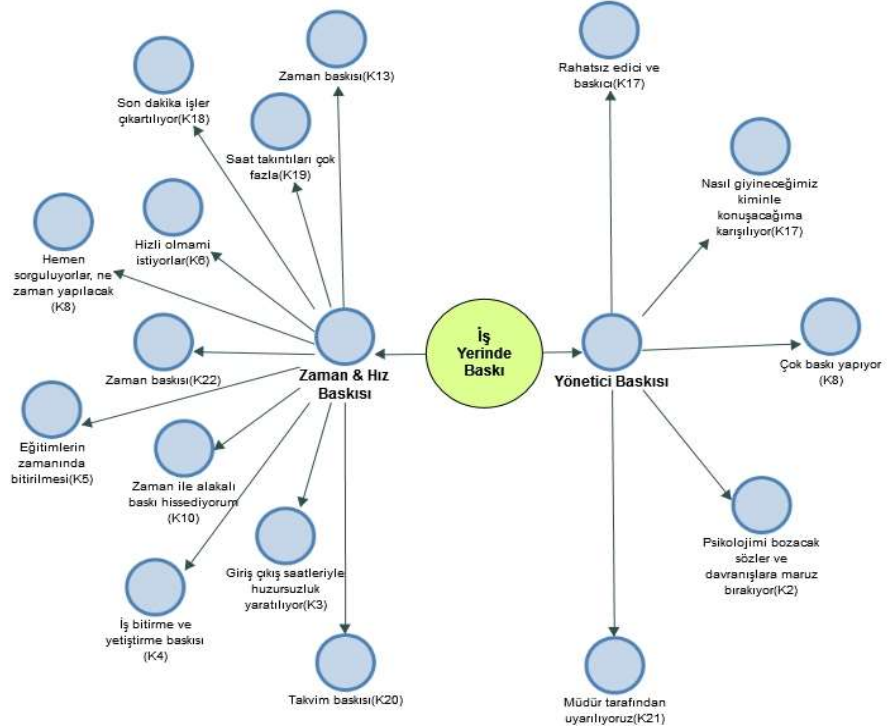 Zaman baskısı(K13)
Rahatsız edici ve
baskıcı(K17)
Son dakika işler
çıkartılıyor(K18)
Saat takıntıları çok
fazla(K19)
Nasıl giyineceğimiz
kiminle
konuşacağıma
karışılıyor(K17)
Hızli olmami
istiyorlar(K6)
Hemen
sorguluyorlar, ne
zaman yapılacak
(K8)
İş
Yerinde
Baskı
Zaman baskısı(K22)
Zaman & Hız
Baskısı
Yönetici Baskısı
Çok baskı yapıyor
(K8)
Eğitimlerin
zamanında
bitirilmesi(K5)
Zaman ile alakalı
baskı hissediyorum
(K10)
Giriş çıkış saatleriyle
huzursuzluk
yaratılıyor(K3)
Psikolojimi bozacak
sözler ve
davranışlara maruz
bırakıyor(K2)
İş bitirme ve
yetiştirme baskısı
(K4)
Takvim baskısı(K20)
Müdür tarafından
uyarılıyoruz(K21)